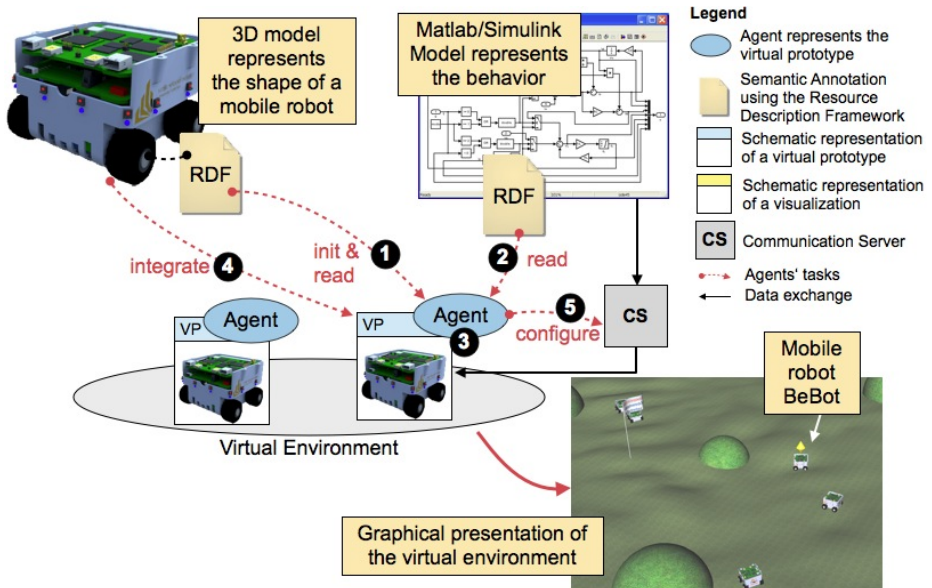 3D model
represents
the shape of a
mobile robot
Matlab/Simulink
Model represents
the behavior
Legend
Agent represents the
virtual prototype
Semantic Annotation
using the Resource
Description Framework
Schematic representation
of a virtual prototype
Schematic representation
of a visualization
CS
Communication Server
Agents' tasks
Data exchange
RDF
RDF
integrate 4
init &
read
1
2
read
VP
Agent
VP
Agent
3
5
configure
CS
Virtual Environment
Mobile
robot
BeBot
Graphical presentation of
the virtual environment